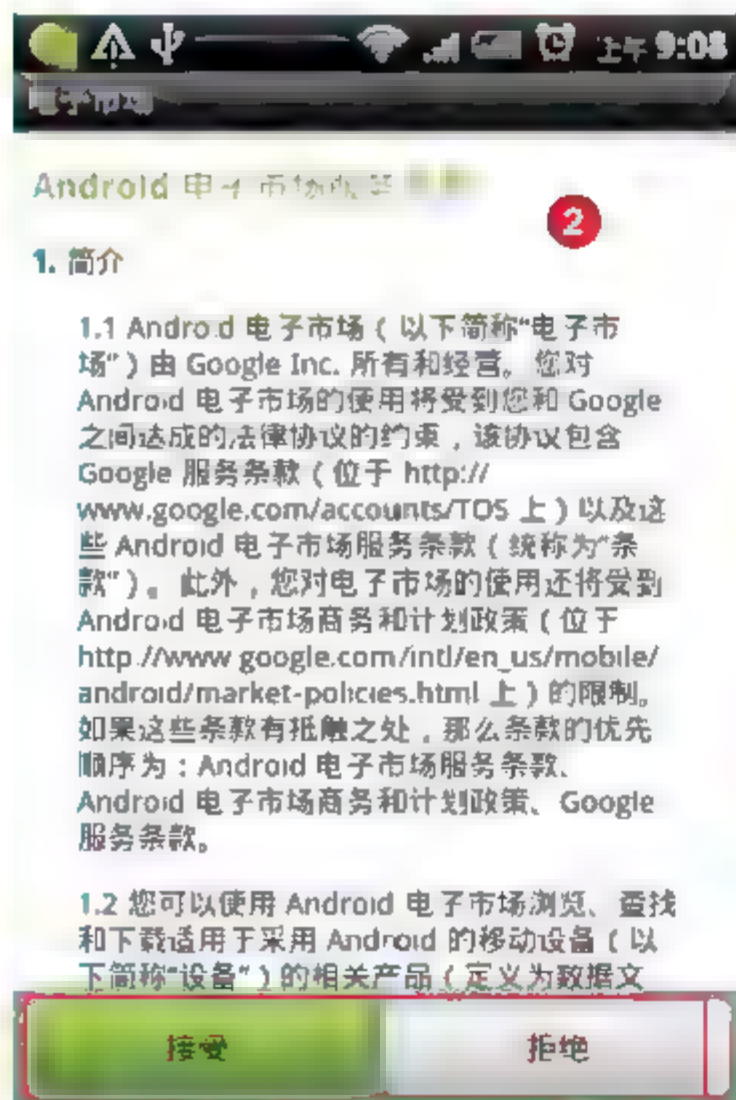 上午 9:08
电子市场
Android 电子市场服务条款
2
1. 简介
1.1 Android 电子市场（以下简称“电子市
场”）由 Google Inc. 所有和经营。您对
Android 电子市场的使用将受到您和 Google
之间达成的法律协议的约束，该协议包含
Google 服务条款（位于 http://
www.google.com/accounts/TOS 上）以及这
些 Android 电子市场服务条款（统称为“条
款”）。此外，您对电子市场的使用还将受到
Android 电子市场商务和计划政策（位于
http://www.google.com/intl/en_us/mobile/
android/market-policies.html 上）的限制。
如果这些条款有抵触之处，那么条款的优先
顺序为：Android 电子市场服务条款、
Android 电子市场商务和计划政策、Google
服务条款。
1.2 您可以使用 Android 电子市场浏览、查找
和下载适用于采用 Android 的移动设备（以
下简称“设备”）的相关产品（定义为数据文
接受
拒绝